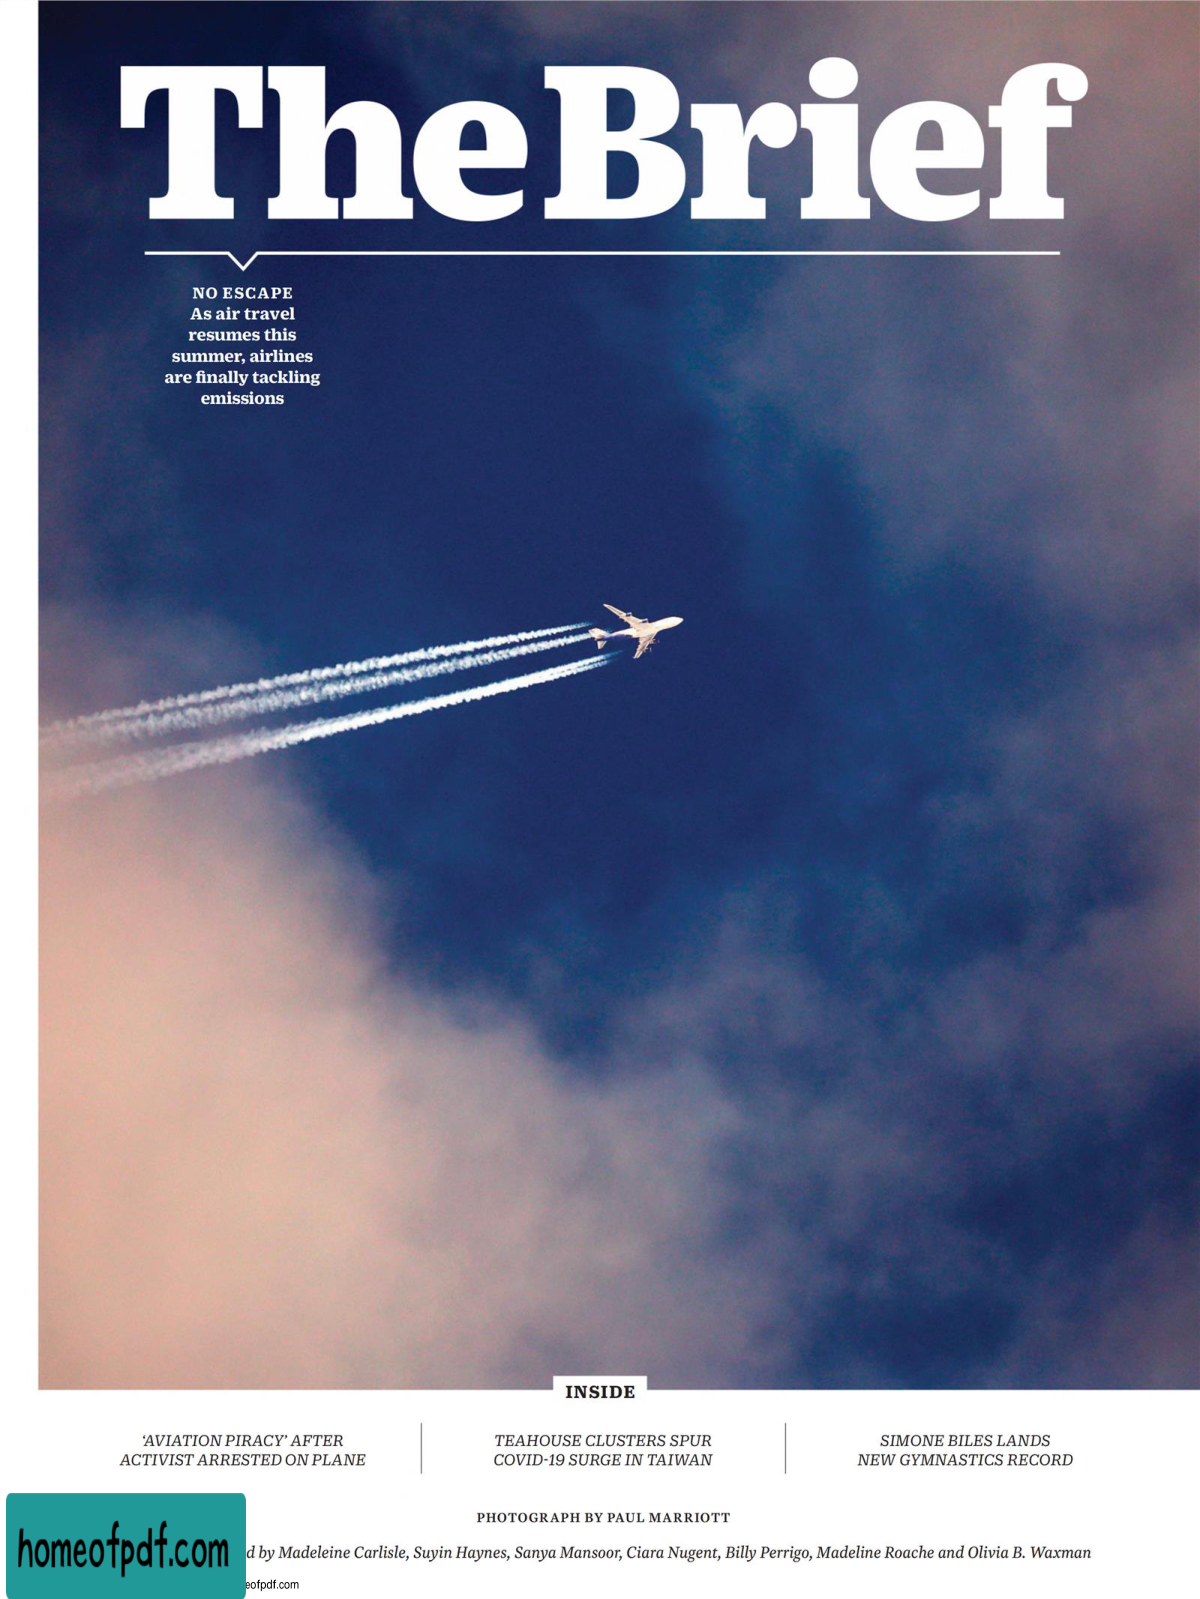 The Brief
NO ESCAPE
As air travel
resumes this
summer, airlines
are finally tackling
emissions
INSIDE
‘AVIATION PIRACY’ AFTER
ACTIVIST ARRESTED ON PLANE
TEAHOUSE CLUSTERS SPUR
COVID-19 SURGE IN TAIWAN
SIMONE BILES LANDS
NEW GYMNASTICS RECORD
PHOTOGRAPH BY PAUL MARRIOTT
by Madeleine Carlisle, Suyin Haynes, Sanya Mansoor, Ciara Nugent, Billy Perrigo, Madeline Roache and Olivia B. Waxman
homeofpdf.com
eofpdf.com